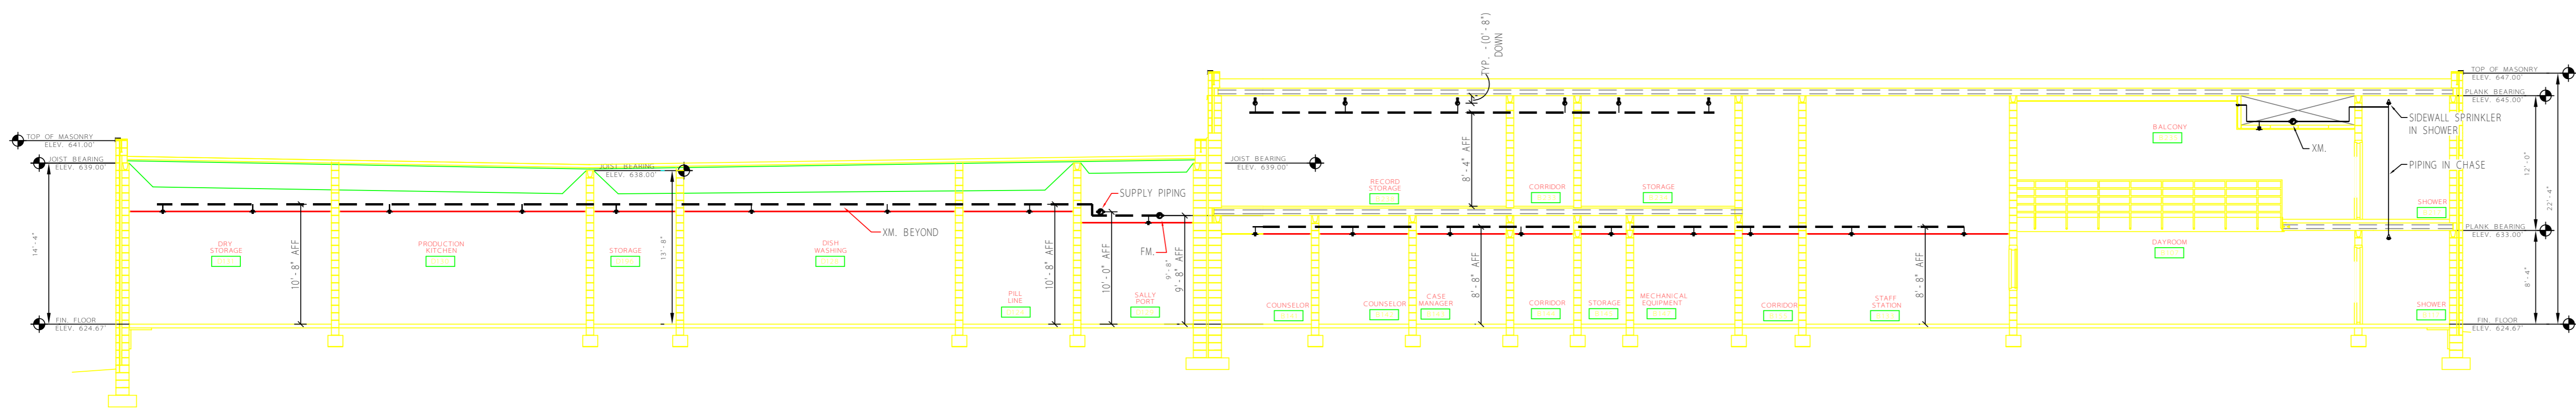 TOP OF MASONRY
ELEV. 641.00'
JOIST BEARING
ELEV. 639.00'
14'-4"
FIN. FLOOR
ELEV. 624.67'
DRY
STORAGE
10'-8" AFF
PRODUCTION
KITCHEN
JOIST BEARING
ELEV. 638.00'
STORAGE
13'-8"
DISH
WASHING
XM. BEYOND
PILL
LINE
10'-8" AFF
SUPPLY PIPING
10'-0" AFF
FM.
SALLY
PORT
9'-8"
9'-8" AFF
JOIST BEARING
ELEV. 639.00'
TYP. -(0'-8")
DOWN
8'-4" AFF
RECORD
STORAGE
CORRIDOR
STORAGE
COUNSELOR
COUNSELOR
CASE
MANAGER
8'-8" AFF
CORRIDOR
STORAGE
MECHANICAL
EQUIPMENT
CORRIDOR
STAFF
STATION
8'-8" AFF
BALCONY
DAYROOM
XM.
SIDEWALL SPRINKLER
IN SHOWER
PIPING IN CHASE
SHOWER
SHOWER
TOP OF MASONRY
ELEV. 647.00'
PLANK BEARING
ELEV. 645.00'
12'-0"
22'-4"
PLANK BEARING
ELEV. 633.00'
8'-4"
FIN. FLOOR
ELEV. 624.67'